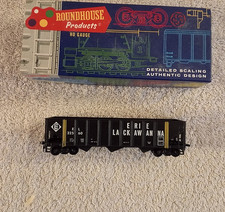 ROUNDHOUSE
Products
HO GAUGE
DETAILED SCALING
AUTHENTIC DESIGN
ERIE
LACKAWANNA